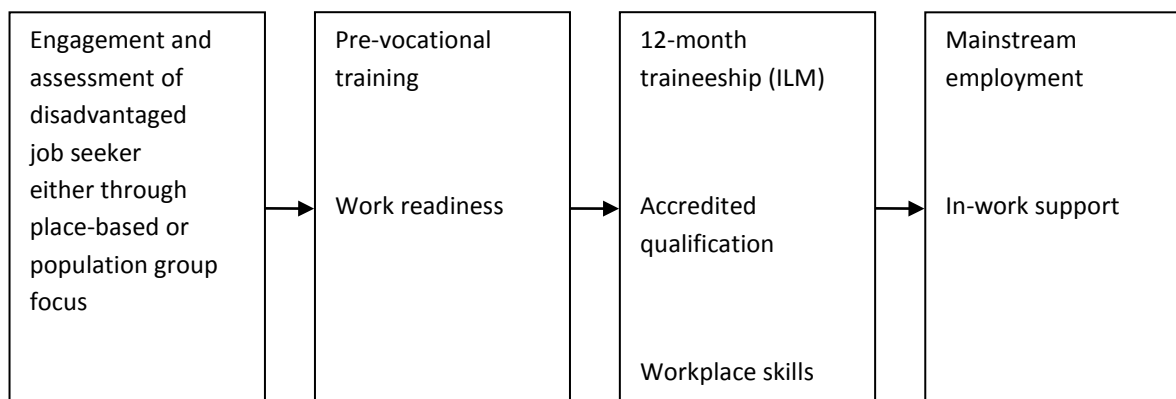 Engagement and
assessment of
disadvantaged
job seeker
either through
place-based or
population group
focus
Pre-vocational
training
Work readiness
12-month
traineeship (ILM)
Accredited
qualification
Workplace skills
Mainstream
employment
In-work support